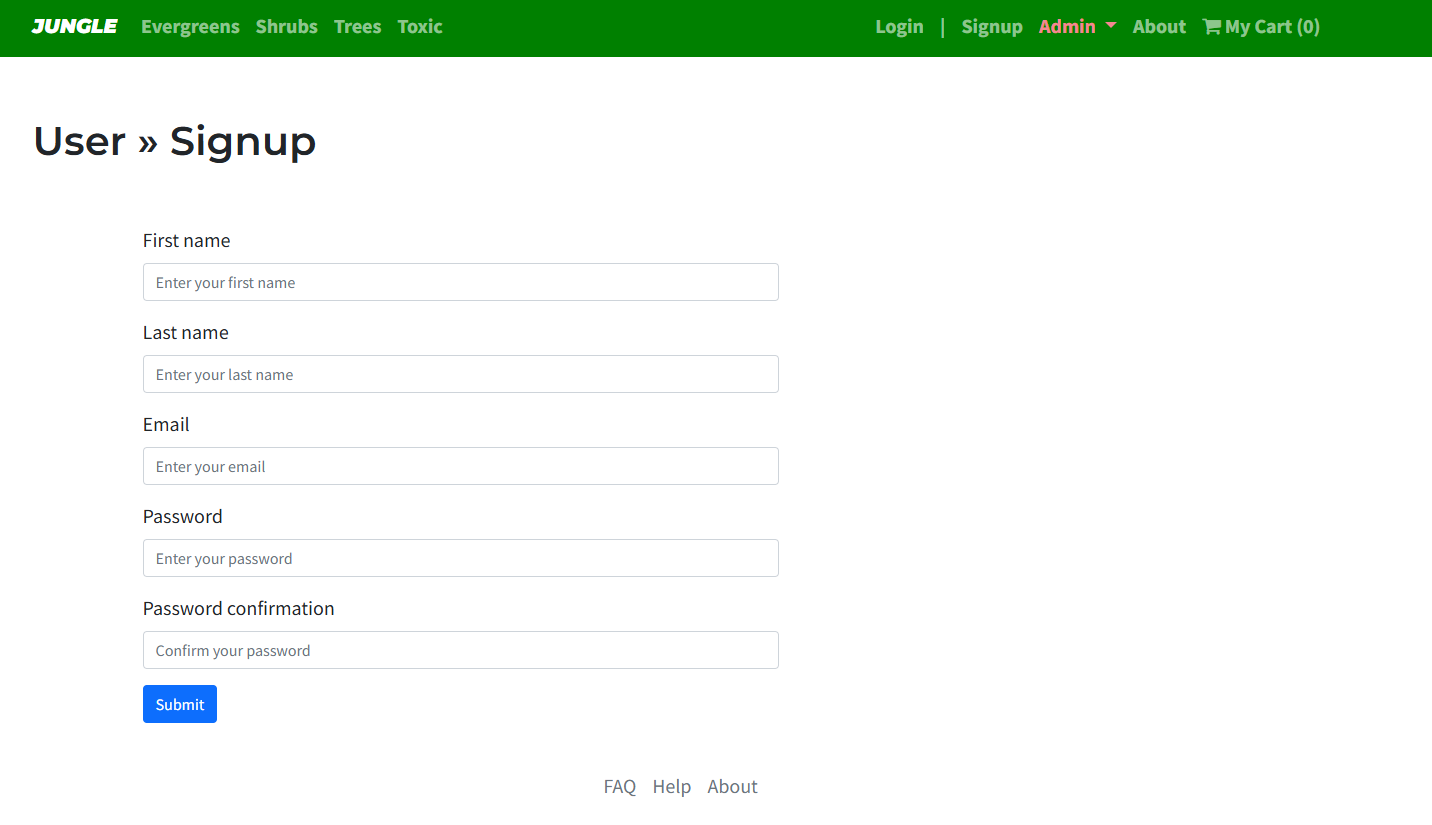 JUNGLE Evergreens Shrubs Trees Toxic Login | Signup Admin About My Cart (0)
User » Signup
First name
Enter your first name
Last name
Enter your last name
Email
Enter your email
Password
Enter your password
Password confirmation
Confirm your password
Submit
FAQ Help About